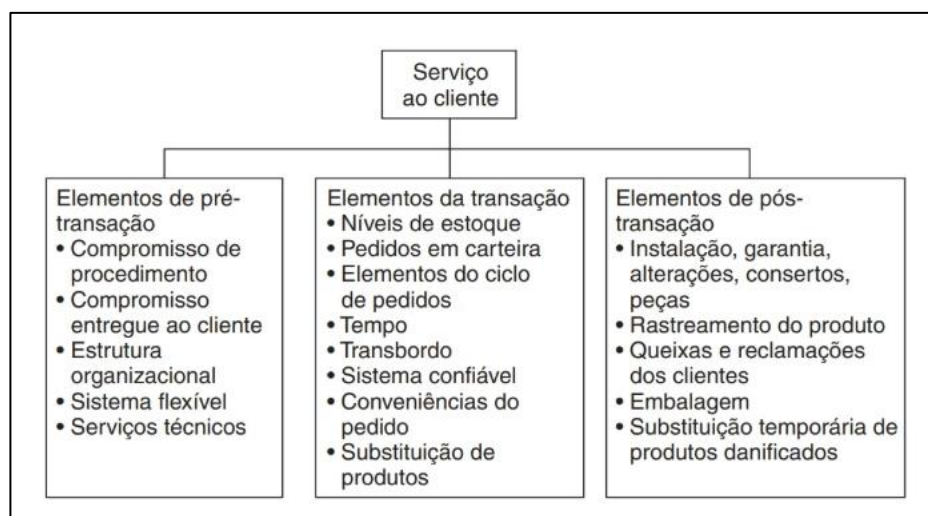 Serviço
ao cliente
Elementos de pré-
transação
• Compromisso de
procedimento
• Compromisso
entregue ao cliente
• Estrutura
organizacional
• Sistema flexível
• Serviços técnicos
Elementos da transação
• Níveis de estoque
• Pedidos em carteira
• Elementos do ciclo
de pedidos
• Tempo
• Transbordo
• Sistema confiável
• Conveniências do
pedido
• Substituição de
produtos
Elementos de pós-
transação
• Instalação, garantia,
alterações, consertos,
peças
• Rastreamento do produto
• Queixas e reclamações
dos clientes
• Embalagem
• Substituição temporária de
produtos danificados